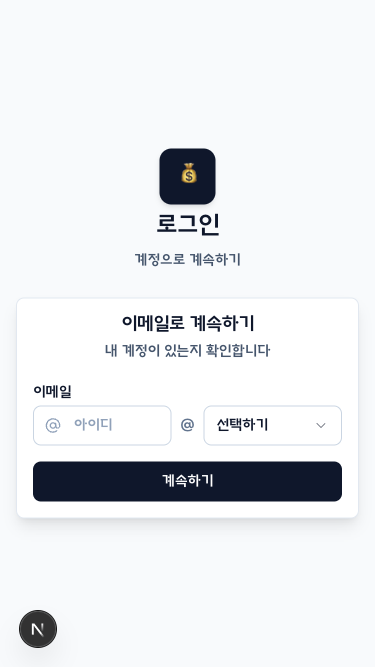 로그인
계정으로 계속하기
이메일로 계속하기
내 계정이 있는지 확인합니다
이메일
@ 아이디 @ 선택하기
계속하기
N